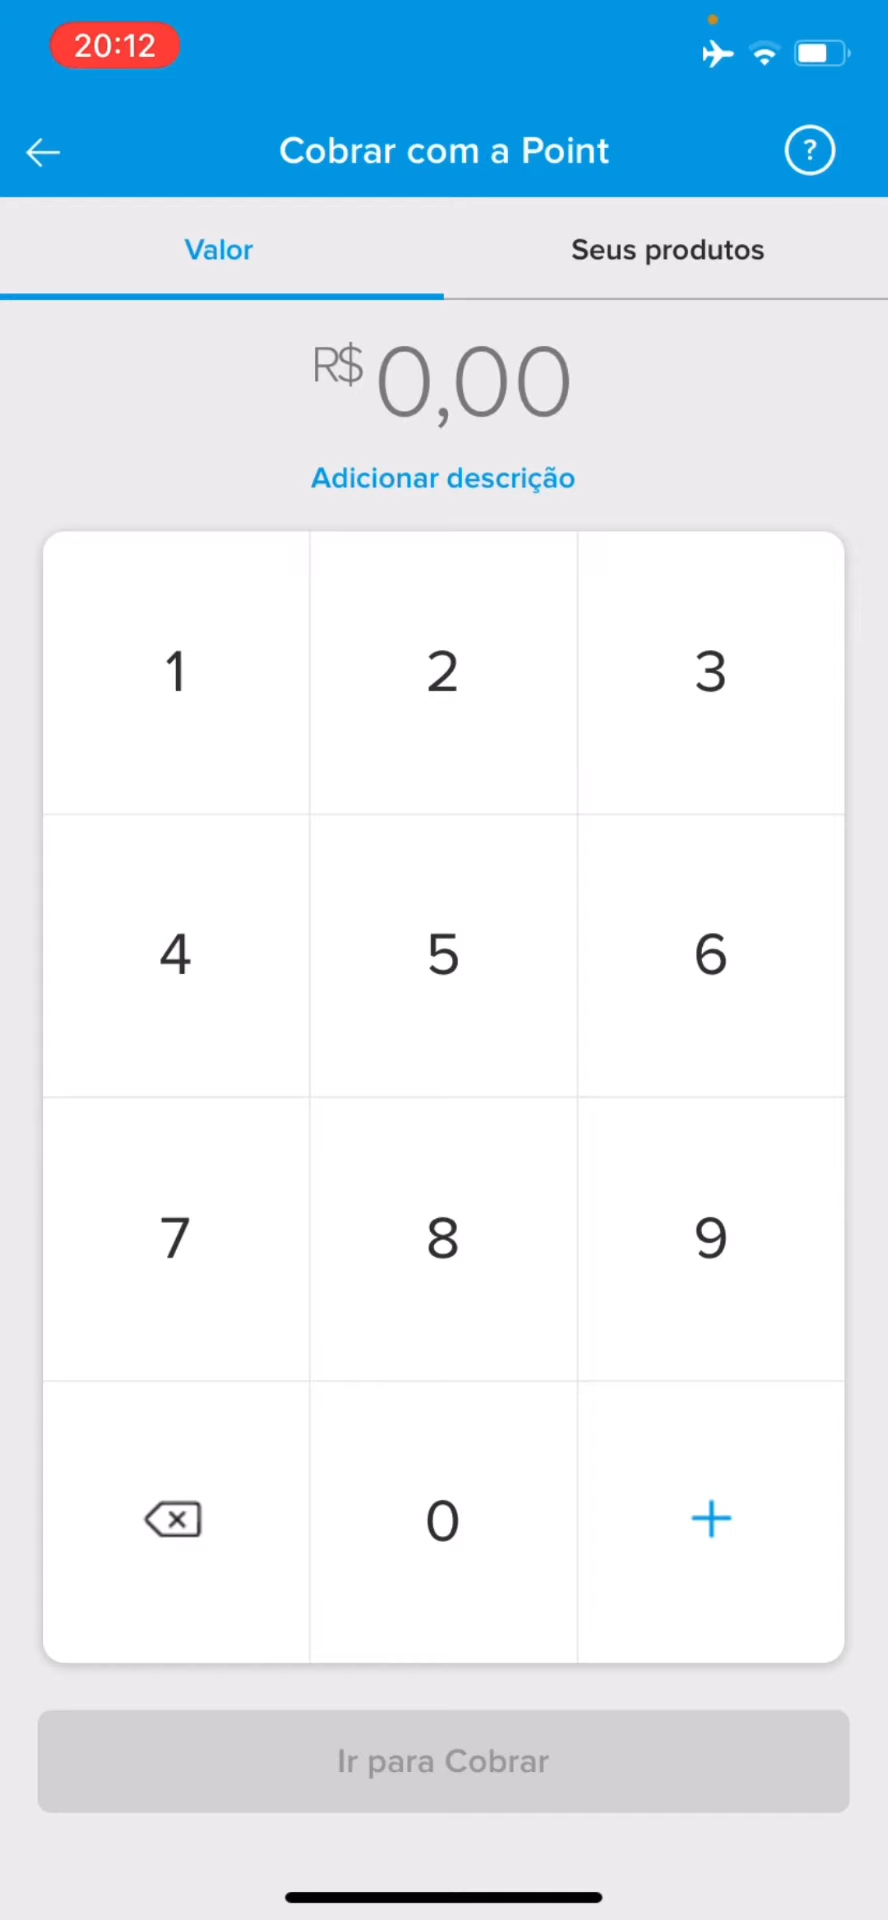 20:12
Cobrar com a Point
?
Valor
Seus produtos
R$ 0,00
Adicionar descrição
1 2 3
4 5 6
7 8 9
0 +
Ir para Cobrar